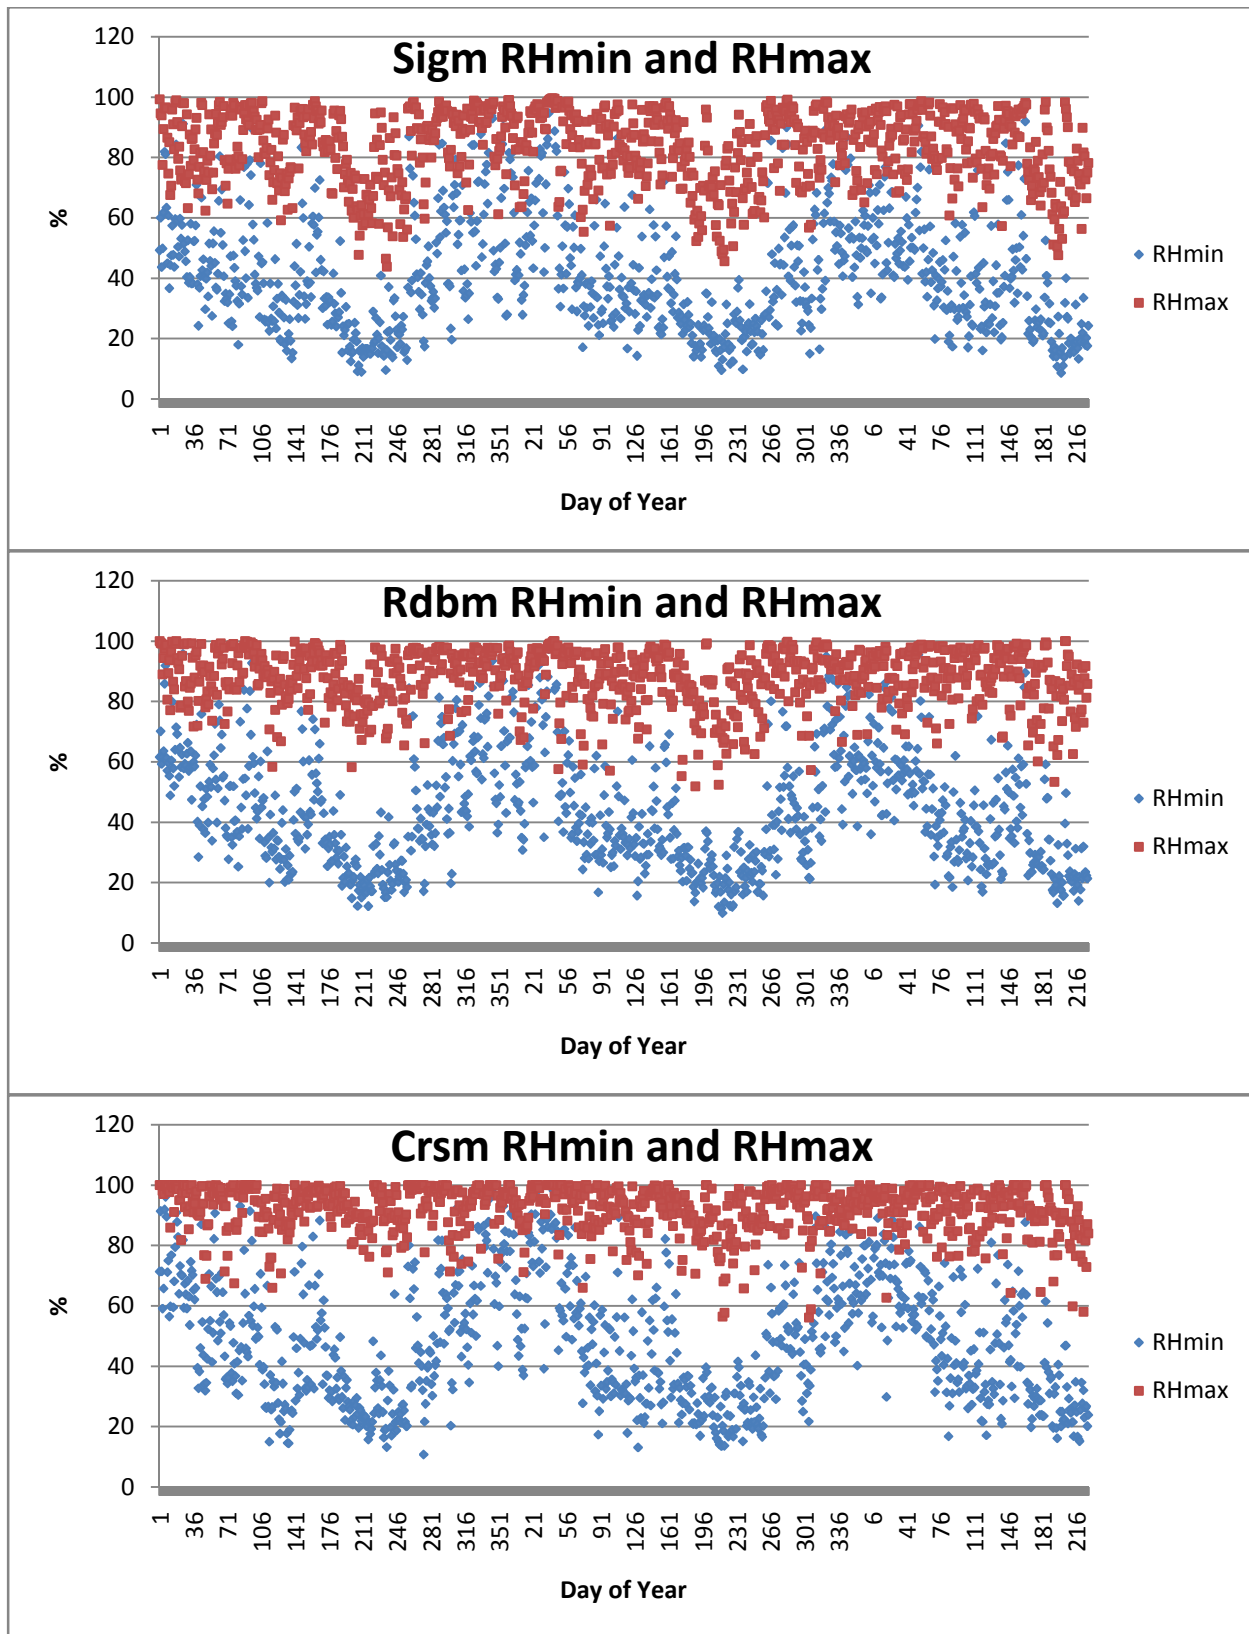 Sigm RHmin and RHmax
120
100
80
60
40
20
0
%
1 36 71 106 141 176 211 246 281 316 351 21 56 91 126 161 196 231 266 301 336 6 41 76 111 146 181 216
Day of Year
RHmin
RHmax
Rdbm RHmin and RHmax
120
100
80
60
40
20
0
%
1 36 71 106 141 176 211 246 281 316 351 21 56 91 126 161 196 231 266 301 336 6 41 76 111 146 181 216
Day of Year
RHmin
RHmax
Crsm RHmin and RHmax
120
100
80
60
40
20
0
%
1 36 71 106 141 176 211 246 281 316 351 21 56 91 126 161 196 231 266 301 336 6 41 76 111 146 181 216
Day of Year
RHmin
RHmax